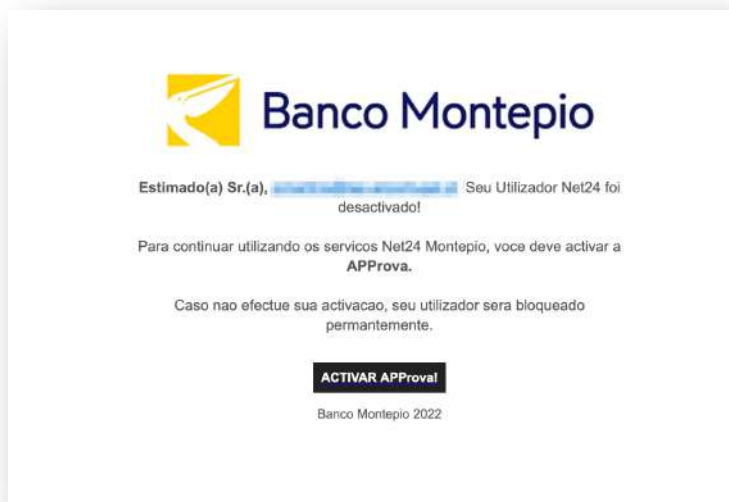 Banco Montepio
Estimado(a) Sr.(a), Seu Utilizador Net24 foi
desactivado!
Para continuar utilizando os servicos Net24 Montepio, voce deve activar a
APProva.
Caso nao efectue sua activacao, seu utilizador sera bloqueado
permantemente.
ACTIVAR APProva!
Banco Montepio 2022